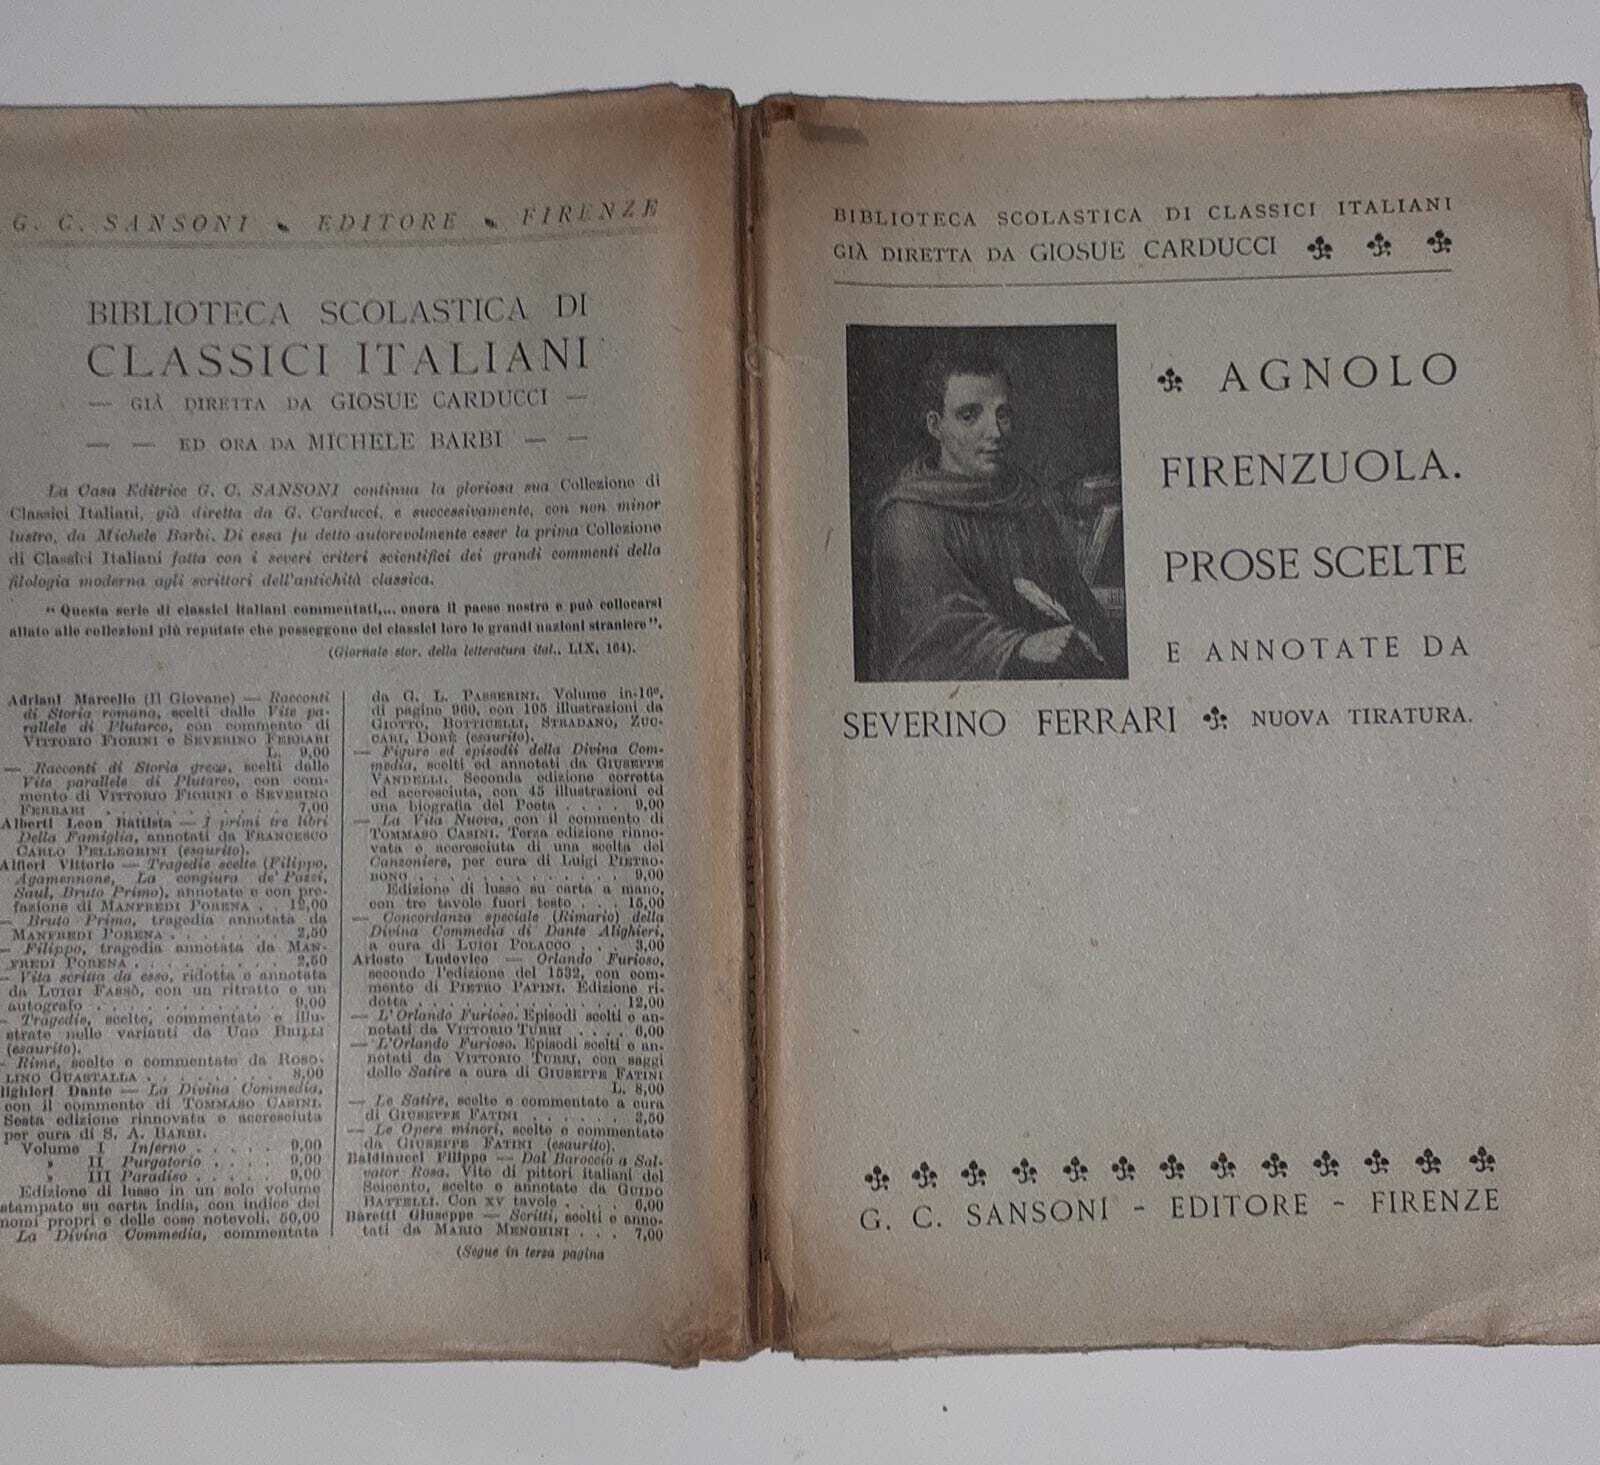 G. C. SANSONI EDITORE FIRENZE
BIBLIOTECA SCOLASTICA DI
CLASSICI ITALIANI
— GIÀ DIRETTA DA GIOSUE CARDUCCI —
— — ED ORA DA MICHELE BARBI — —
La Casa Editrice G. C. SANSONI continua la gloriosa sua Collezione di
Classici Italiani, già diretta da G. Carducci, e successivamente, con non minor
lustro, da Michele Barbi. Di essa fu detto autorevolmente esser la prima Collezione
di Classici Italiani fatta con i severi criteri scientifici dei grandi commenti della
filologia moderna agli scrittori dell'antichità classica.
“ Questa serie di classici italiani commentati,... onora il paese nostro e può collocarsi
allato alle collezioni più reputate che posseggono dei classici loro le grandi nazioni straniere ”.
(Giornale stor. della letteratura ital., LIX, 164).
Adriani Marcello (Il Giovane) — Racconti
di Storia romana, scelti dalle Vite pa-
rallele di Plutarco, con commento di
VITTORIO FIORINI e SEVERINO FERRARI
L. 9,00
— Racconti di Storia greca, scelti dalle
Vite parallele di Plutarco, con com-
mento di VITTORIO FIORINI e SEVERINO
FERRARI . . . . . . . . 7,00
Alberti Leon Battista — I primi tre libri
Della Famiglia, annotati da FRANCESCO
CARLO PELLEGRINI (esaurito).
Alfieri Vittorio — Tragedie scelte (Filippo,
Agamennone, La congiura de' Pazzi,
Saul, Bruto Primo), annotate e con pre-
fazione di MANFREDI PORENA . . 12,00
— Bruto Primo, tragedia annotata da
MANFREDI PORENA . . . . . . 2,50
— Filippo, tragedia annotata da MAN-
FREDI PORENA . . . . . . . . 2,50
— Vita scritta da esso, ridotta e annotata
da LUIGI FASSÒ, con un ritratto e un
autografo . . . . . . . . . 9,00
- Tragedie, scelte, commentate e illu-
strate nelle varianti da UGO BRILLI
(esaurito).
- Rime, scelte e commentate da ROSO-
LINO GUASTALLA . . . . . . . 8,00
lighieri Dante — La Divina Commedia,
con il commento di TOMMASO CASINI.
Sesta edizione rinnovata e accresciuta
per cura di S. A. BARBI.
Volume I Inferno . . . . . 9,00
» II Purgatorio . . . . 9,00
» III Paradiso . . . . 9,00
Edizione di lusso in un solo volume
stampato su carta india, con indice dei
nomi propri e delle cose notevoli. 50,00
La Divina Commedia, commentata
da G. L. PASSERINI. Volume in-16°,
di pagine 960, con 105 illustrazioni da
GIOTTO, BOTTICELLI, STRADANO, ZUC-
CARI, DORÈ (esaurito).
— Figure ed episodii della Divina Com-
media, scelti ed annotati da GIUSEPPE
VANDELLI. Seconda edizione corretta
ed accresciuta, con 45 illustrazioni ed
una biografia del Poeta . . . . 9,00
— La Vita Nuova, con il commento di
TOMMASO CASINI. Terza edizione rinno-
vata e accresciuta di una scelta del
Canzoniere, per cura di LUIGI PIETRO-
BONO . . . . . . . . . . . 9,00
Edizione di lusso su carta a mano,
con tre tavole fuori testo . . . 15,00
— Concordanza speciale (Rimario) della
Divina Commedia di Dante Alighieri,
a cura di LUIGI POLACCO . . . 3,00
Ariosto Ludovico — Orlando Furioso,
secondo l'edizione del 1532, con com-
mento di PIETRO PAPINI. Edizione ri-
dotta . . . . . . . . . . . 12,00
— L'Orlando Furioso. Episodi scelti e an-
notati da VITTORIO TURRI . . . . 6,00
— L'Orlando Furioso. Episodi scelti e an-
notati da VITTORIO TURRI, con saggi
delle Satire a cura di GIUSEPPE FATINI
L. 8,00
— Le Satire, scelte e commentate a cura
di GIUSEPPE FATINI . . . . . . 3,50
— Le Opere minori, scelte e commentate
da GIUSEPPE FATINI (esaurito).
Baldinucci Filippo — Dal Baroccio a Sal-
vator Rosa. Vite di pittori italiani del
Seicento, scelte e annotate da GUIDO
BATTELLI. Con XV tavole . . . . 6,00
Baretti Giuseppe — Scritti, scelti e anno-
tati da MARIO MENGHINI . . . 7,00
(Segue in terza pagina
BIBLIOTECA SCOLASTICA DI CLASSICI ITALIANI
GIÀ DIRETTA DA GIOSUE CARDUCCI
AGNOLO
FIRENZUOLA.
PROSE SCELTE
E ANNOTATE DA
SEVERINO FERRARI NUOVA TIRATURA.
G. C. SANSONI - EDITORE - FIRENZE